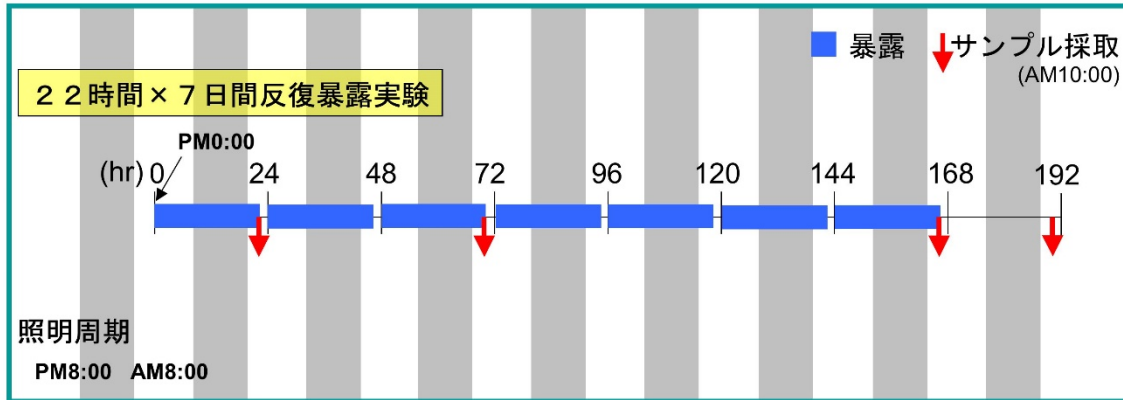 暴露 サンプル採取
(AM10:00)
２２時間×７日間反復暴露実験
PM0:00
(hr) 0 24 48 72 96 120 144 168 192
照明周期
PM8:00 AM8:00